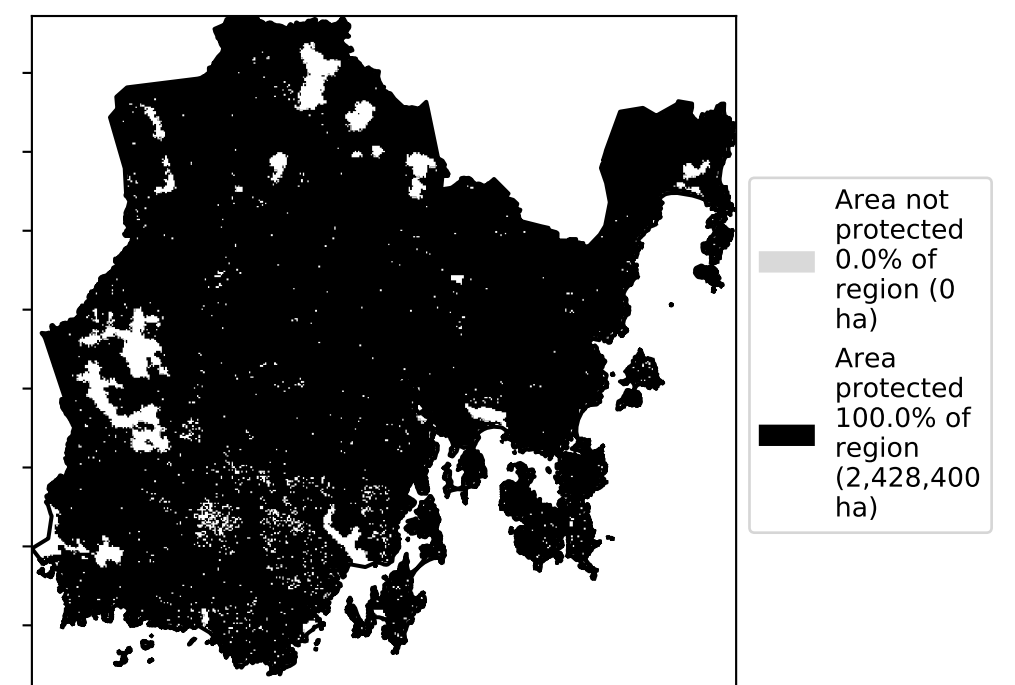 Area not
protected
0.0% of
region (0
ha)
Area
protected
100.0% of
region
(2,428,400
ha)